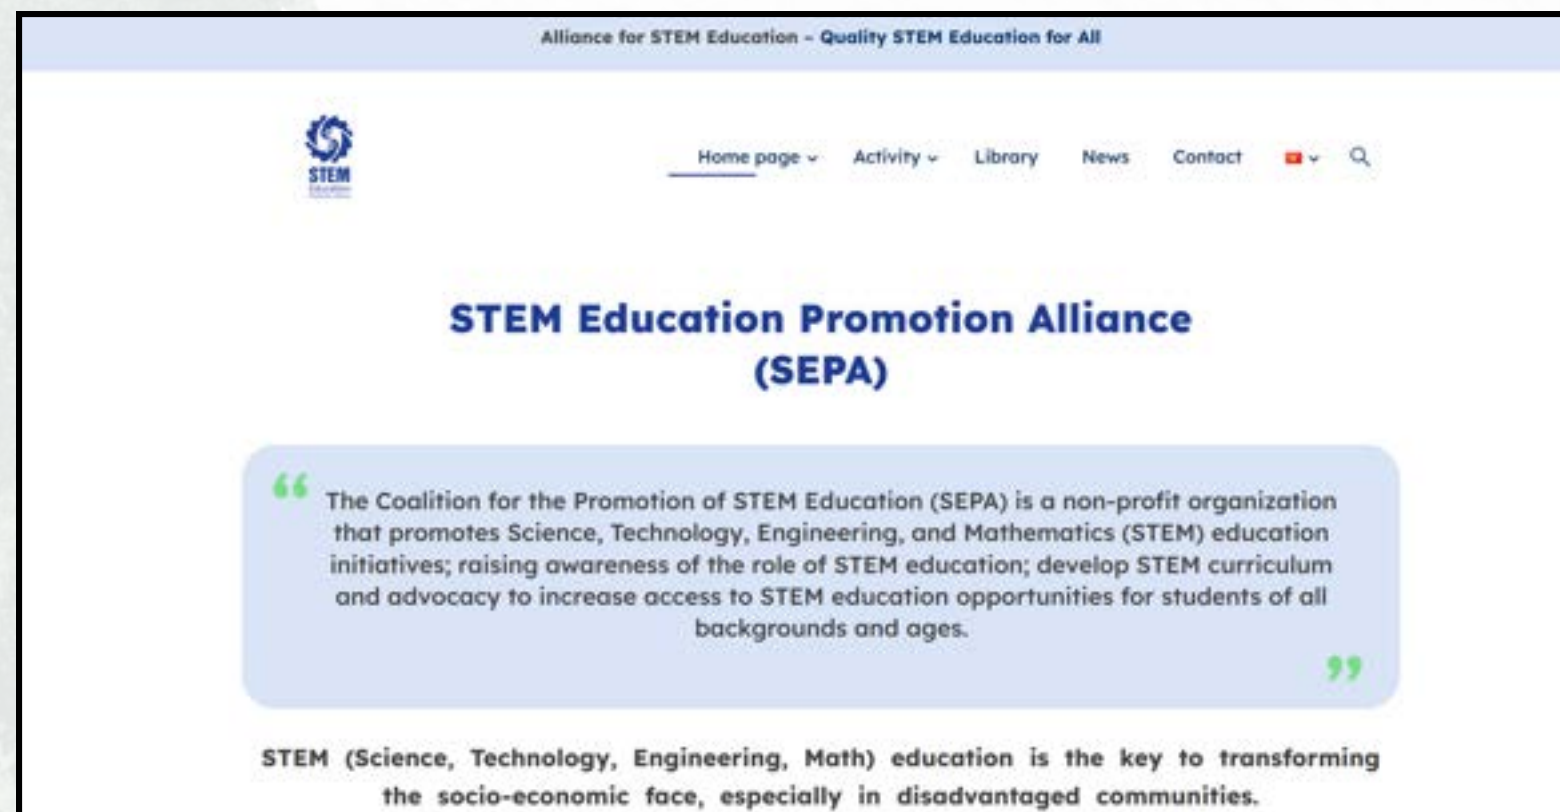 Alliance for STEM Education – Quality STEM Education for All
STEM
Education
Home page Activity Library News Contact
STEM Education Promotion Alliance
(SEPA)
“ The Coalition for the Promotion of STEM Education (SEPA) is a non-profit organization
that promotes Science, Technology, Engineering, and Mathematics (STEM) education
initiatives; raising awareness of the role of STEM education; develop STEM curriculum
and advocacy to increase access to STEM education opportunities for students of all
backgrounds and ages.
”
STEM (Science, Technology, Engineering, Math) education is the key to transforming
the socio-economic face, especially in disadvantaged communities.